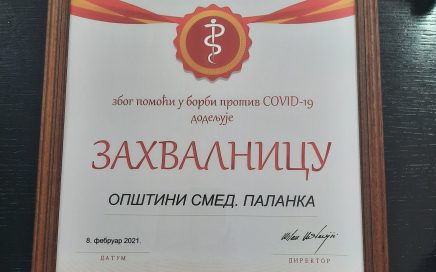 због помоћи у борби против COVID-19
додељује
ЗАХВАЛНИЦУ
ОПШТИНИ СМЕД. ПАЛАНКА
8. фебруар 2021.
ДАТУМ
ДИРЕКТОР